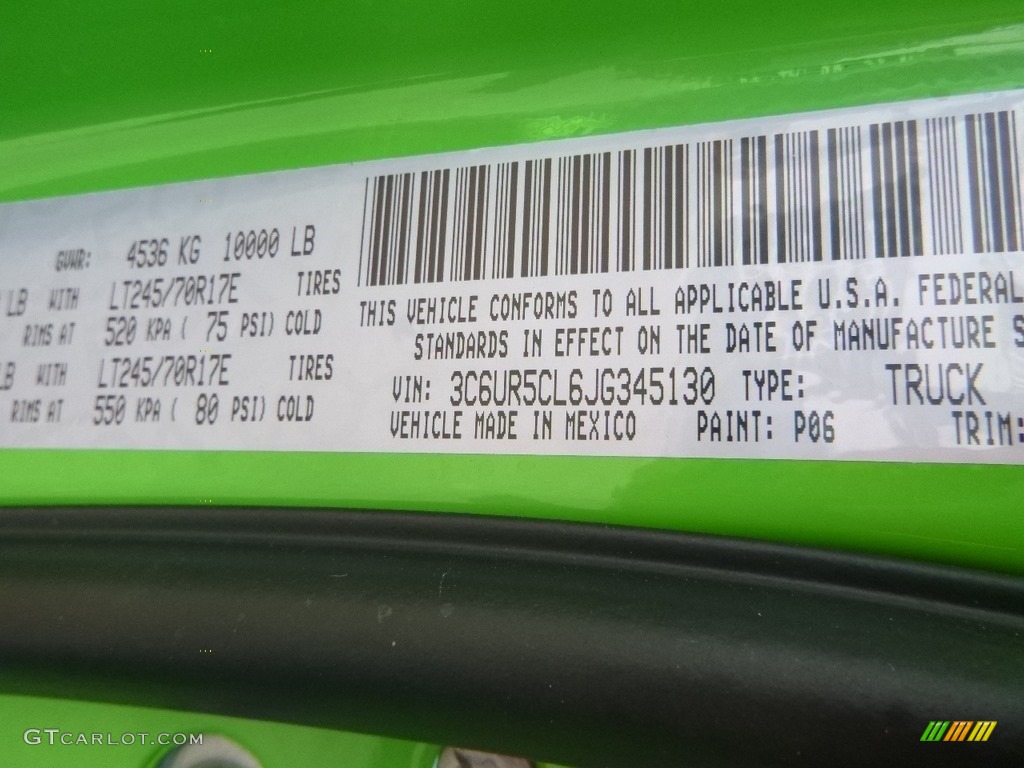 GVWR: 4536 KG 10000 LB
LB WITH LT245/70R17E TIRES
RIMS AT 520 KPA ( 75 PSI) COLD
LB WITH LT245/70R17E TIRES
RIMS AT 550 KPA ( 80 PSI) COLD
THIS VEHICLE CONFORMS TO ALL APPLICABLE U.S.A. FEDERAL
STANDARDS IN EFFECT ON THE DATE OF MANUFACTURE S
VIN: 3C6UR5CL6JG345130 TYPE: TRUCK
VEHICLE MADE IN MEXICO PAINT: P06 TRIM:
GTCARLOT.COM